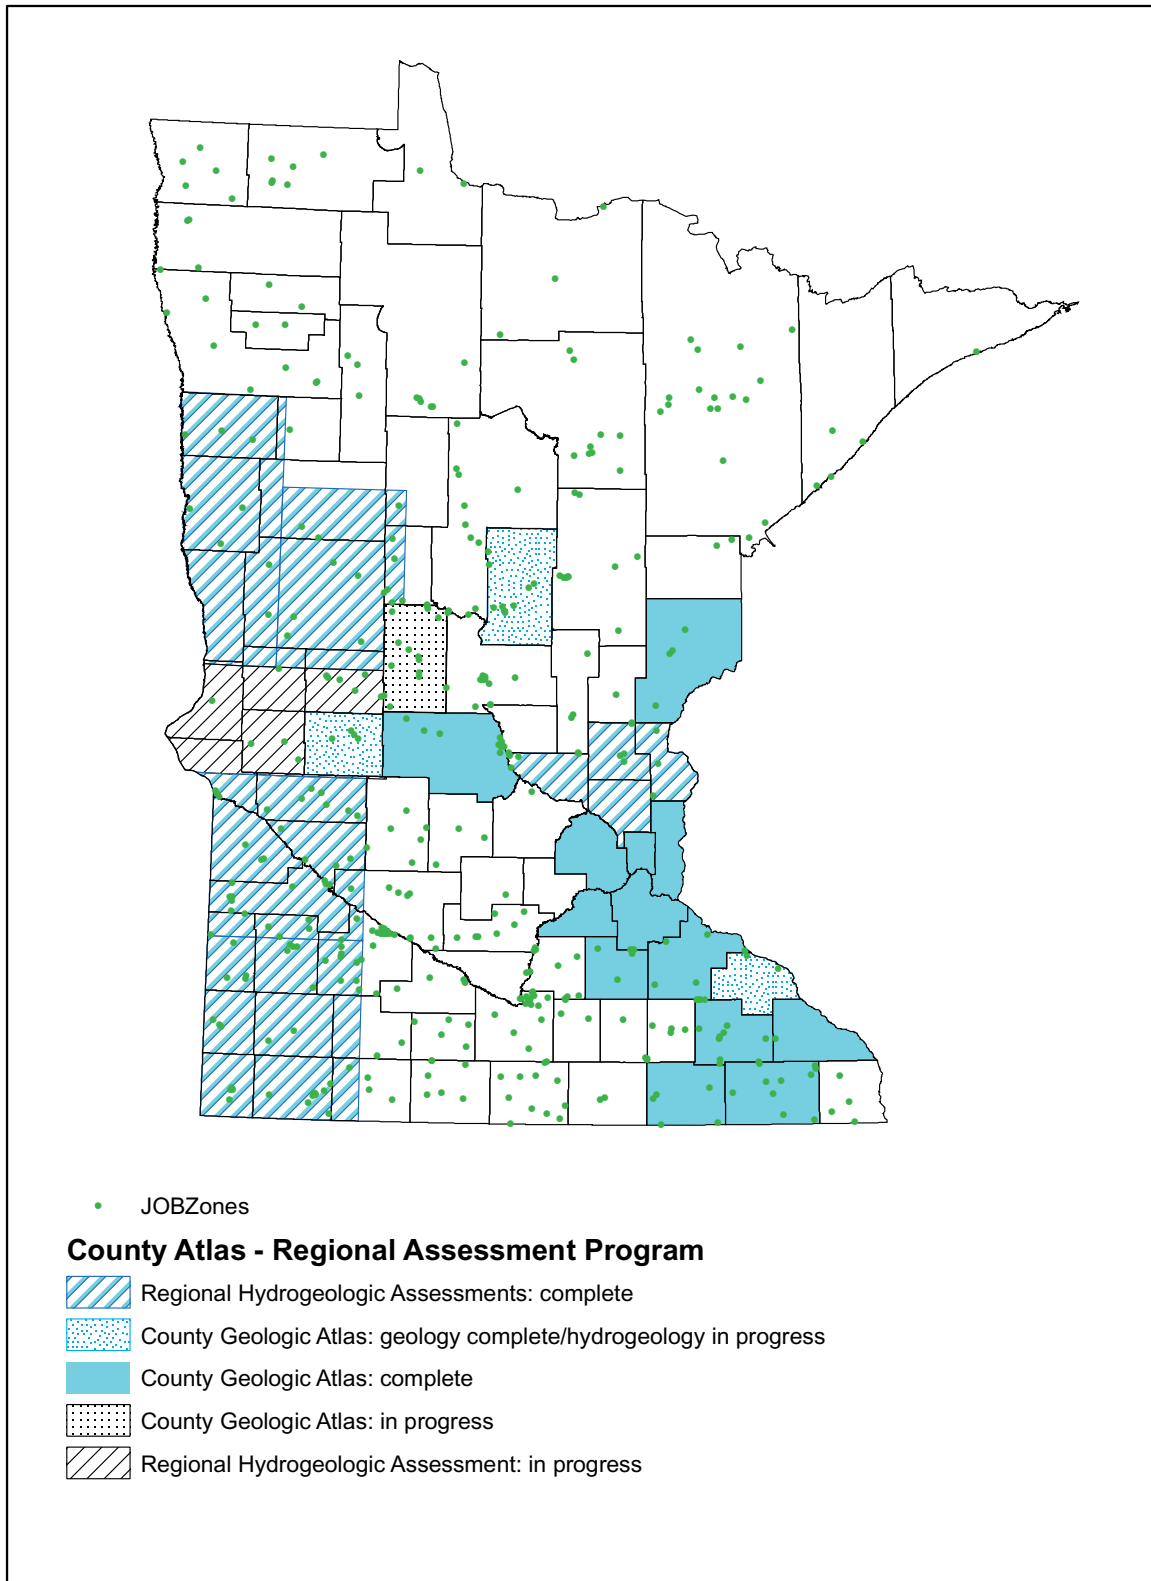 JOBZones
County Atlas - Regional Assessment Program
Regional Hydrogeologic Assessments: complete
County Geologic Atlas: geology complete/hydrogeology in progress
County Geologic Atlas: complete
County Geologic Atlas: in progress
Regional Hydrogeologic Assessment: in progress